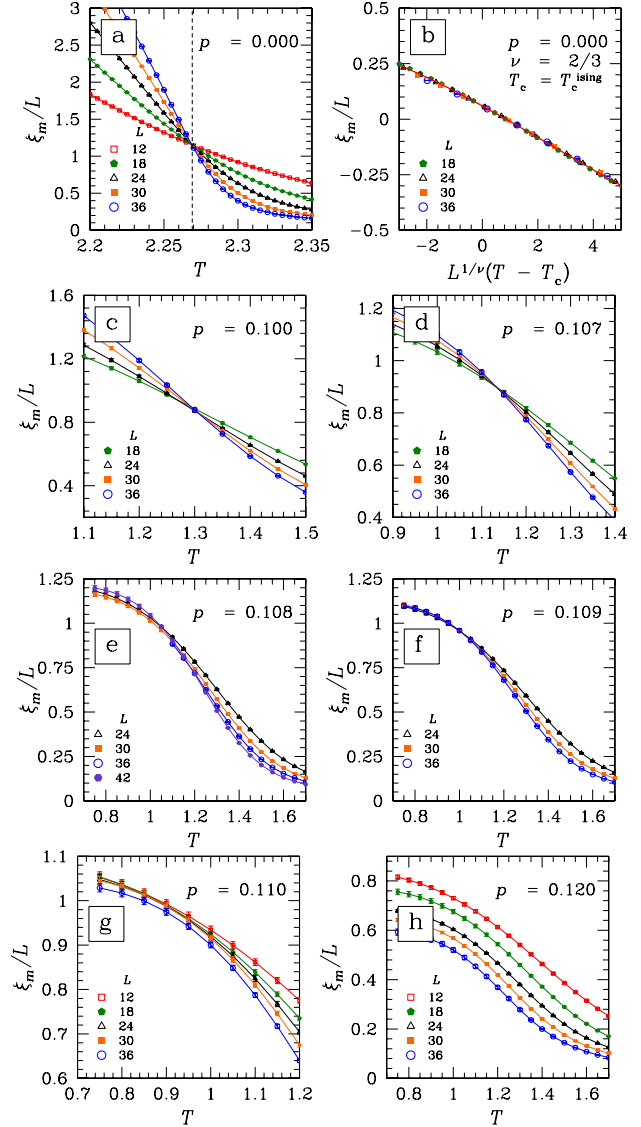 a
p = 0.000
ξm/L
3
2.5
2
1.5
1
0.5
0
L
12
18
24
30
36
2.2
2.25
2.3
2.35
T
b
p = 0.000
ν = 2/3
Tc = Tc ising
ξm/L
0.5
0.25
0
−0.25
−0.5
L
18
24
30
36
−2
0
2
4
L^1/ν(T − Tc)
c
p = 0.100
ξm/L
1.6
1.2
0.8
0.4
L
18
24
30
36
1.1
1.2
1.3
1.4
1.5
T
d
p = 0.107
ξm/L
1.2
1
0.8
0.6
0.4
L
18
24
30
36
0.9
1
1.1
1.2
1.3
1.4
T
e
p = 0.108
ξm/L
1.25
1
0.75
0.5
0.25
0
L
24
30
36
42
0.8
1
1.2
1.4
1.6
T
f
p = 0.109
ξm/L
1.25
1
0.75
0.5
0.25
0
L
24
30
36
0.8
1
1.2
1.4
1.6
T
g
p = 0.110
ξm/L
1.1
1
0.9
0.8
0.7
0.6
L
12
18
24
30
36
0.7
0.8
0.9
1
1.1
1.2
T
h
p = 0.120
ξm/L
0.8
0.6
0.4
0.2
0
L
12
18
24
30
36
0.8
1
1.2
1.4
1.6
T